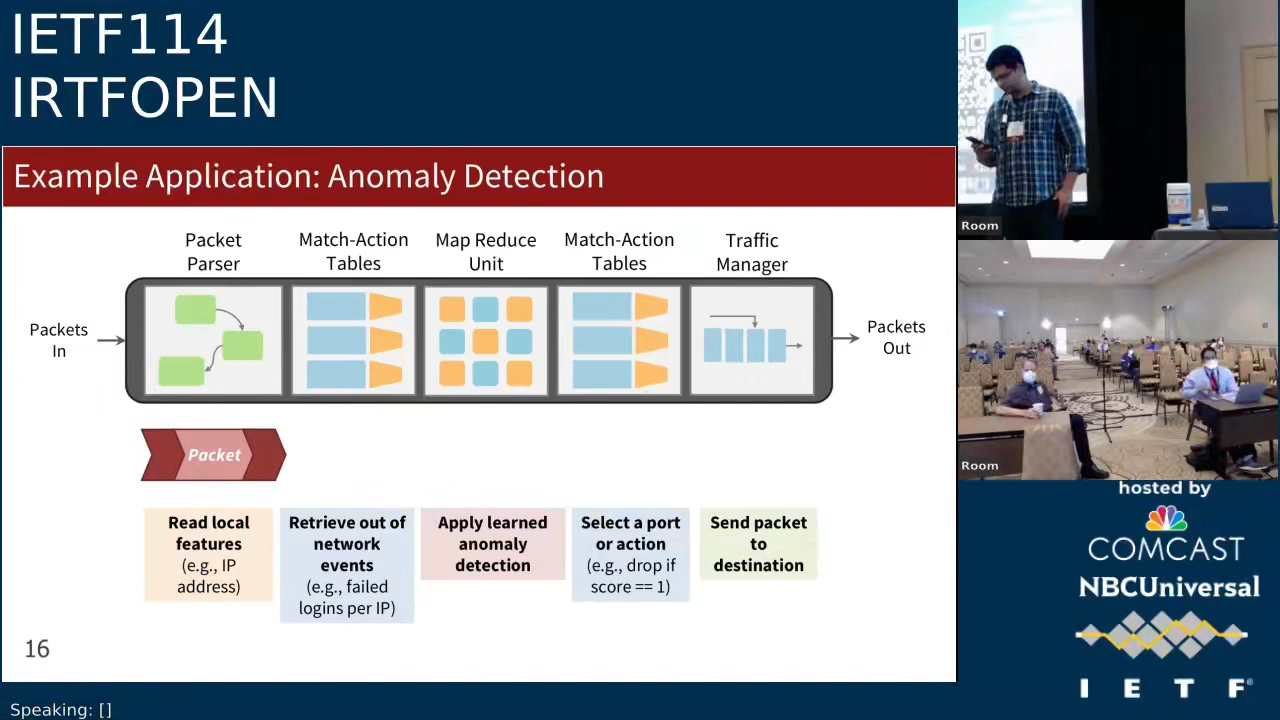 IETF114
IRTFOPEN
Example Application: Anomaly Detection
Packet
Parser
Match-Action
Tables
Map Reduce
Unit
Match-Action
Tables
Traffic
Manager
Packets
In
Packets
Out
Packet
Read local
features
(e.g., IP
address)
Retrieve out of
network
events
(e.g., failed
logins per IP)
Apply learned
anomaly
detection
Select a port
or action
(e.g., drop if
score == 1)
Send packet
to
destination
16
Speaking: []
Room
Room
hosted by
COMCAST
NBCUniversal
I E T F®